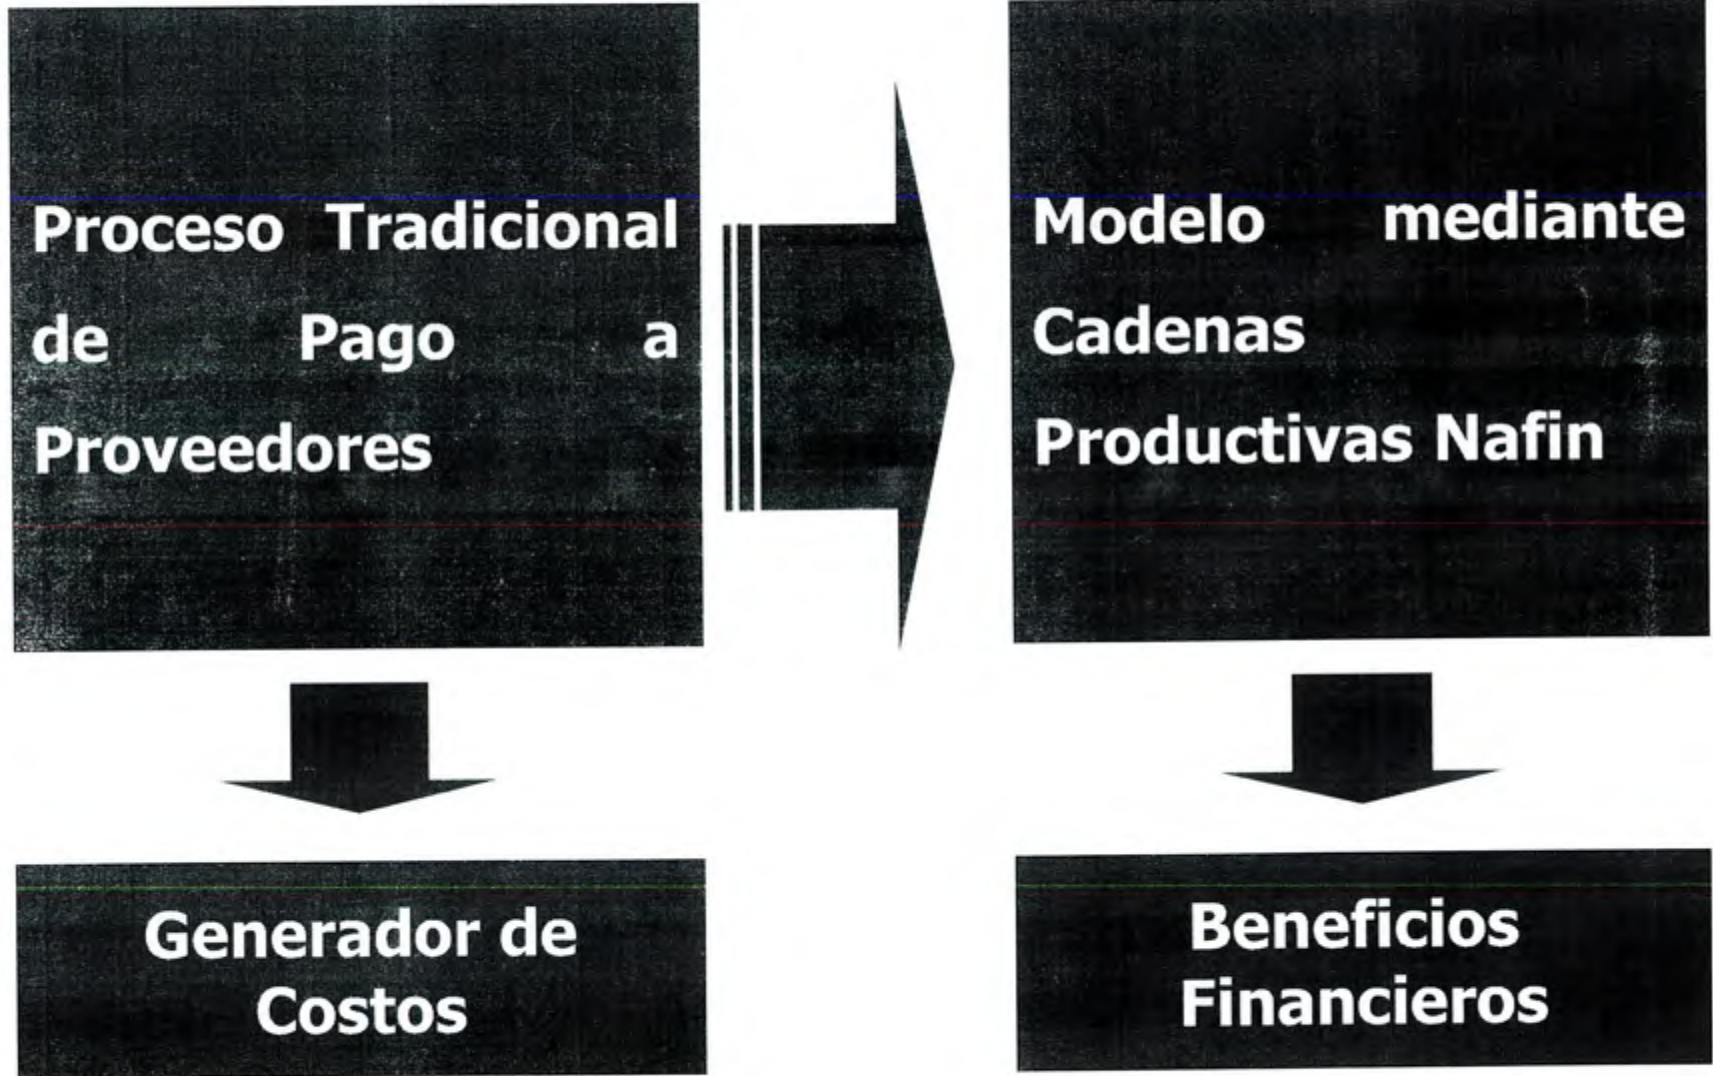 Proceso Tradicional
de Pago a
Proveedores
Modelo mediante
Cadenas
Productivas Nafin
Generador de
Costos
Beneficios
Financieros